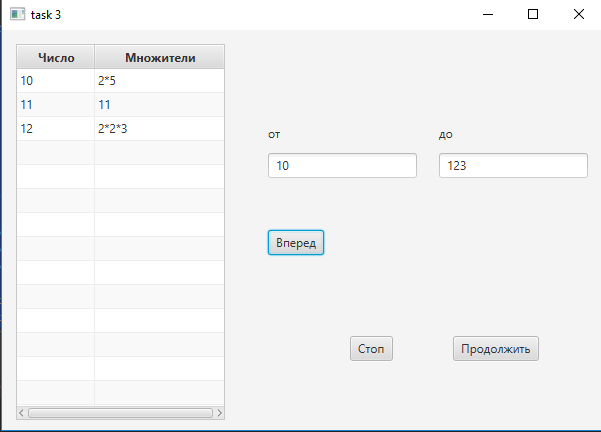 task 3
Число Множители
10 2*5
11 11
12 2*2*3
от до
10 123
Вперед
Стоп Продолжить